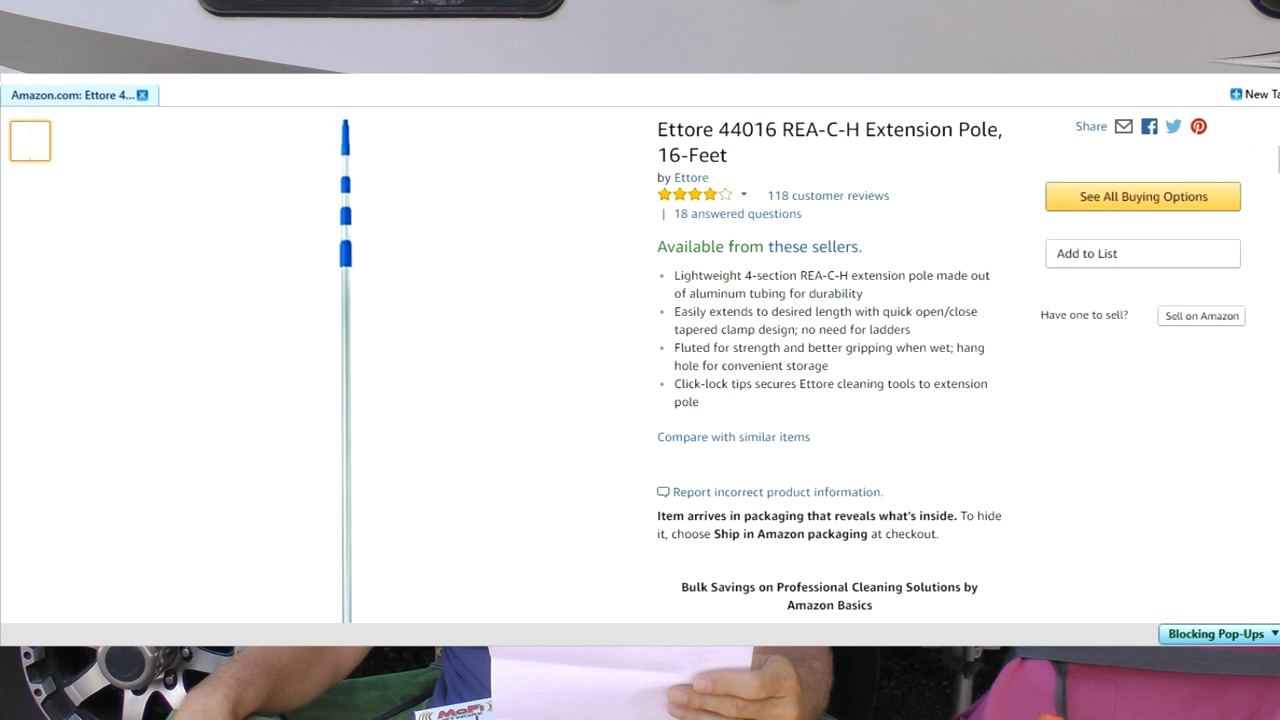 Amazon.com: Ettore 4...
New Ta
Ettore 44016 REA-C-H Extension Pole,
16-Feet
by Ettore
118 customer reviews
| 18 answered questions
Available from these sellers.
• Lightweight 4-section REA-C-H extension pole made out
of aluminum tubing for durability
• Easily extends to desired length with quick open/close
tapered clamp design; no need for ladders
• Fluted for strength and better gripping when wet; hang
hole for convenient storage
• Click-lock tips secures Ettore cleaning tools to extension
pole
Compare with similar items
Report incorrect product information.
Item arrives in packaging that reveals what's inside. To hide
it, choose Ship in Amazon packaging at checkout.
Bulk Savings on Professional Cleaning Solutions by
Amazon Basics
Share
See All Buying Options
Add to List
Have one to sell?
Sell on Amazon
Blocking Pop-Ups
MoFi